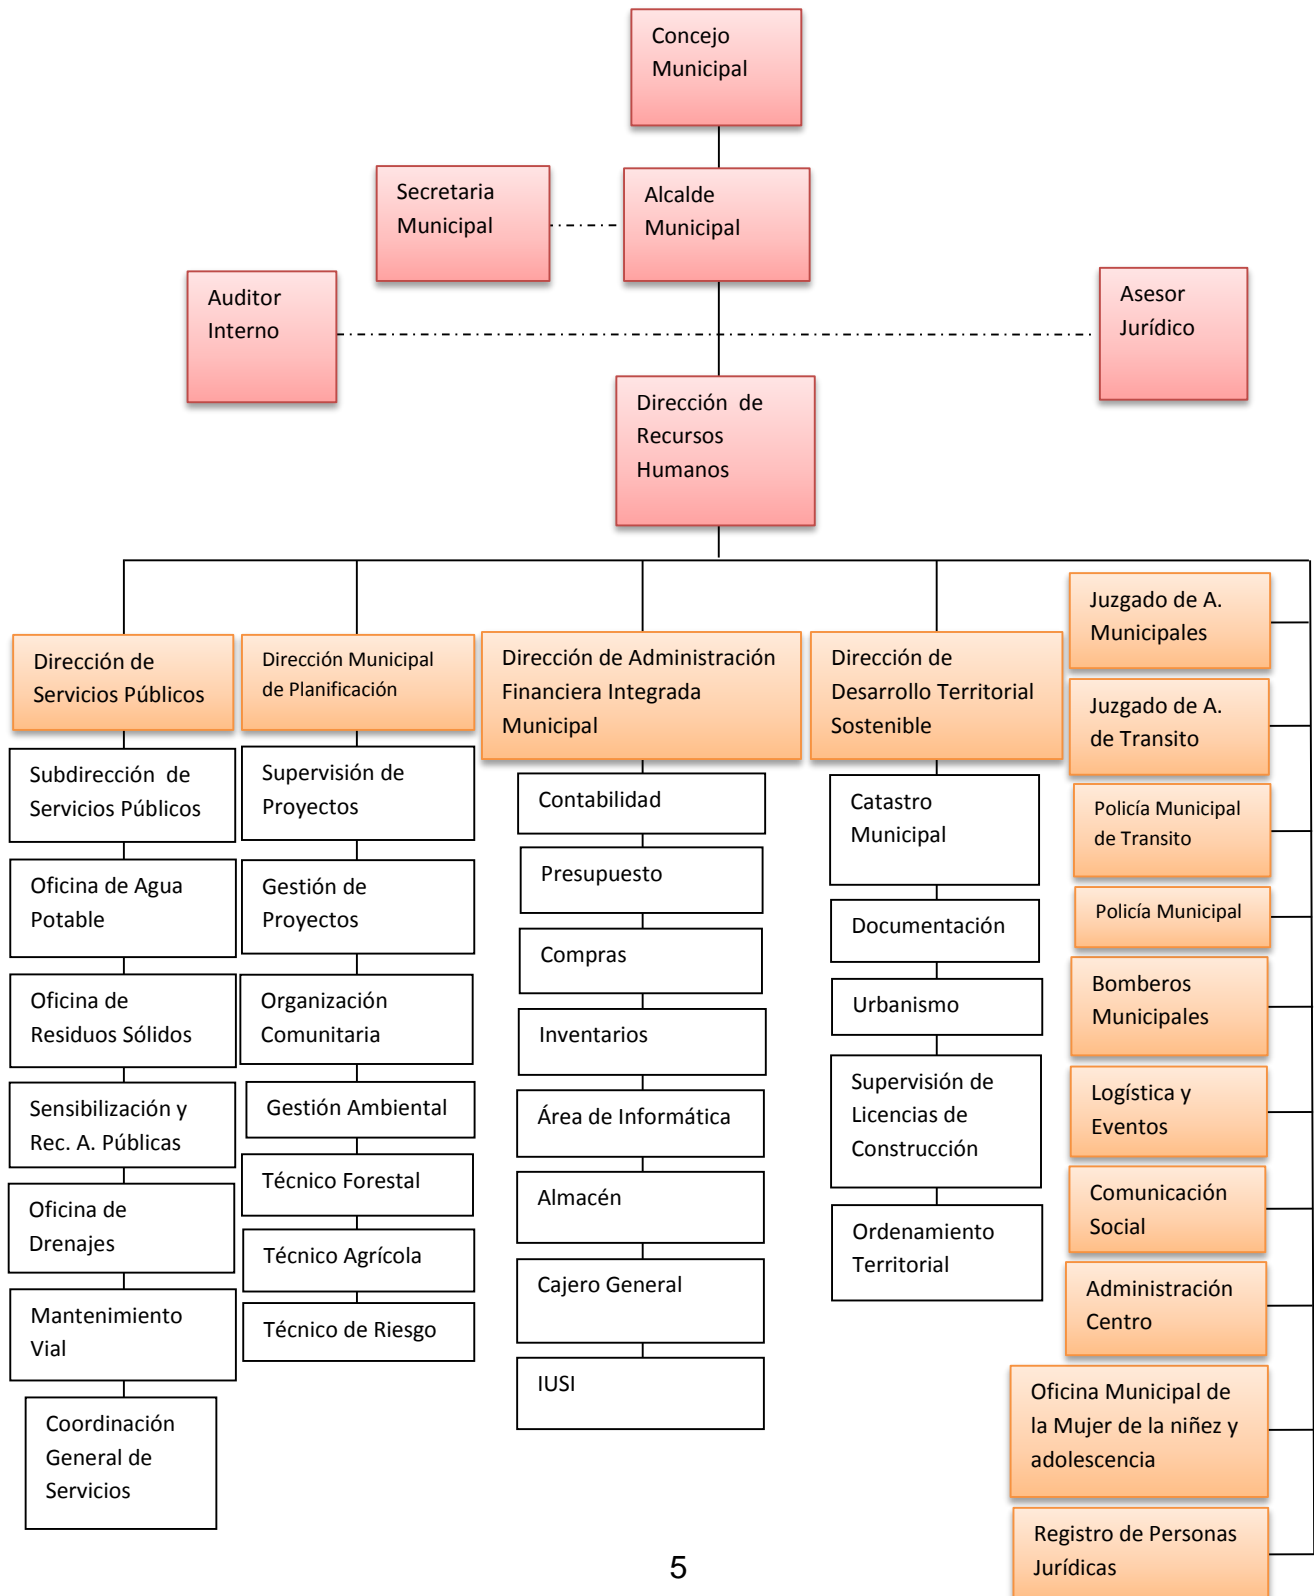 Concejo
Municipal
Secretaria
Municipal
Alcalde
Municipal
Auditor
Interno
Asesor
Jurídico
Dirección de
Recursos
Humanos
Dirección de
Servicios Públicos
Subdirección de
Servicios Públicos
Oficina de Agua
Potable
Oficina de
Residuos Sólidos
Sensibilización y
Rec. A. Públicas
Oficina de
Drenajes
Mantenimiento
Vial
Coordinación
General de
Servicios
Dirección Municipal
de Planificación
Supervisión de
Proyectos
Gestión de
Proyectos
Organización
Comunitaria
Gestión Ambiental
Técnico Forestal
Técnico Agrícola
Técnico de Riesgo
Dirección de Administración
Financiera Integrada
Municipal
Contabilidad
Presupuesto
Compras
Inventarios
Área de Informática
Almacén
Cajero General
IUSI
Dirección de
Desarrollo Territorial
Sostenible
Catastro
Municipal
Documentación
Urbanismo
Supervisión de
Licencias de
Construcción
Ordenamiento
Territorial
Juzgado de A.
Municipales
Juzgado de A.
de Transito
Policía Municipal
de Transito
Policía Municipal
Bomberos
Municipales
Logística y
Eventos
Comunicación
Social
Administración
Centro
Oficina Municipal de
la Mujer de la niñez y
adolescencia
Registro de Personas
Jurídicas
5